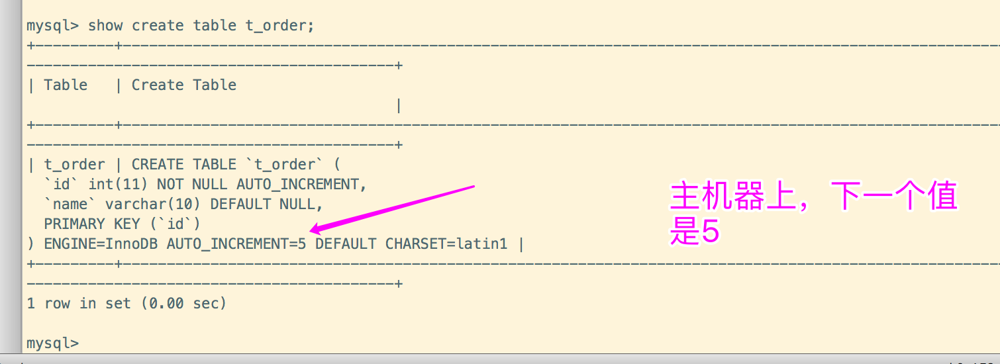 mysql> show create table t_order;
+---------+----------------------------------------------------------------------------------------------------
------------------------------------------+
| Table   | Create Table
                                          |
+---------+----------------------------------------------------------------------------------------------------
------------------------------------------+
| t_order | CREATE TABLE `t_order` (
  `id` int(11) NOT NULL AUTO_INCREMENT,
  `name` varchar(10) DEFAULT NULL,
  PRIMARY KEY (`id`)
) ENGINE=InnoDB AUTO_INCREMENT=5 DEFAULT CHARSET=latin1 |
+---------+----------------------------------------------------------------------------------------------------
------------------------------------------+
1 row in set (0.00 sec)
mysql>
主机器上，下一个值
是5